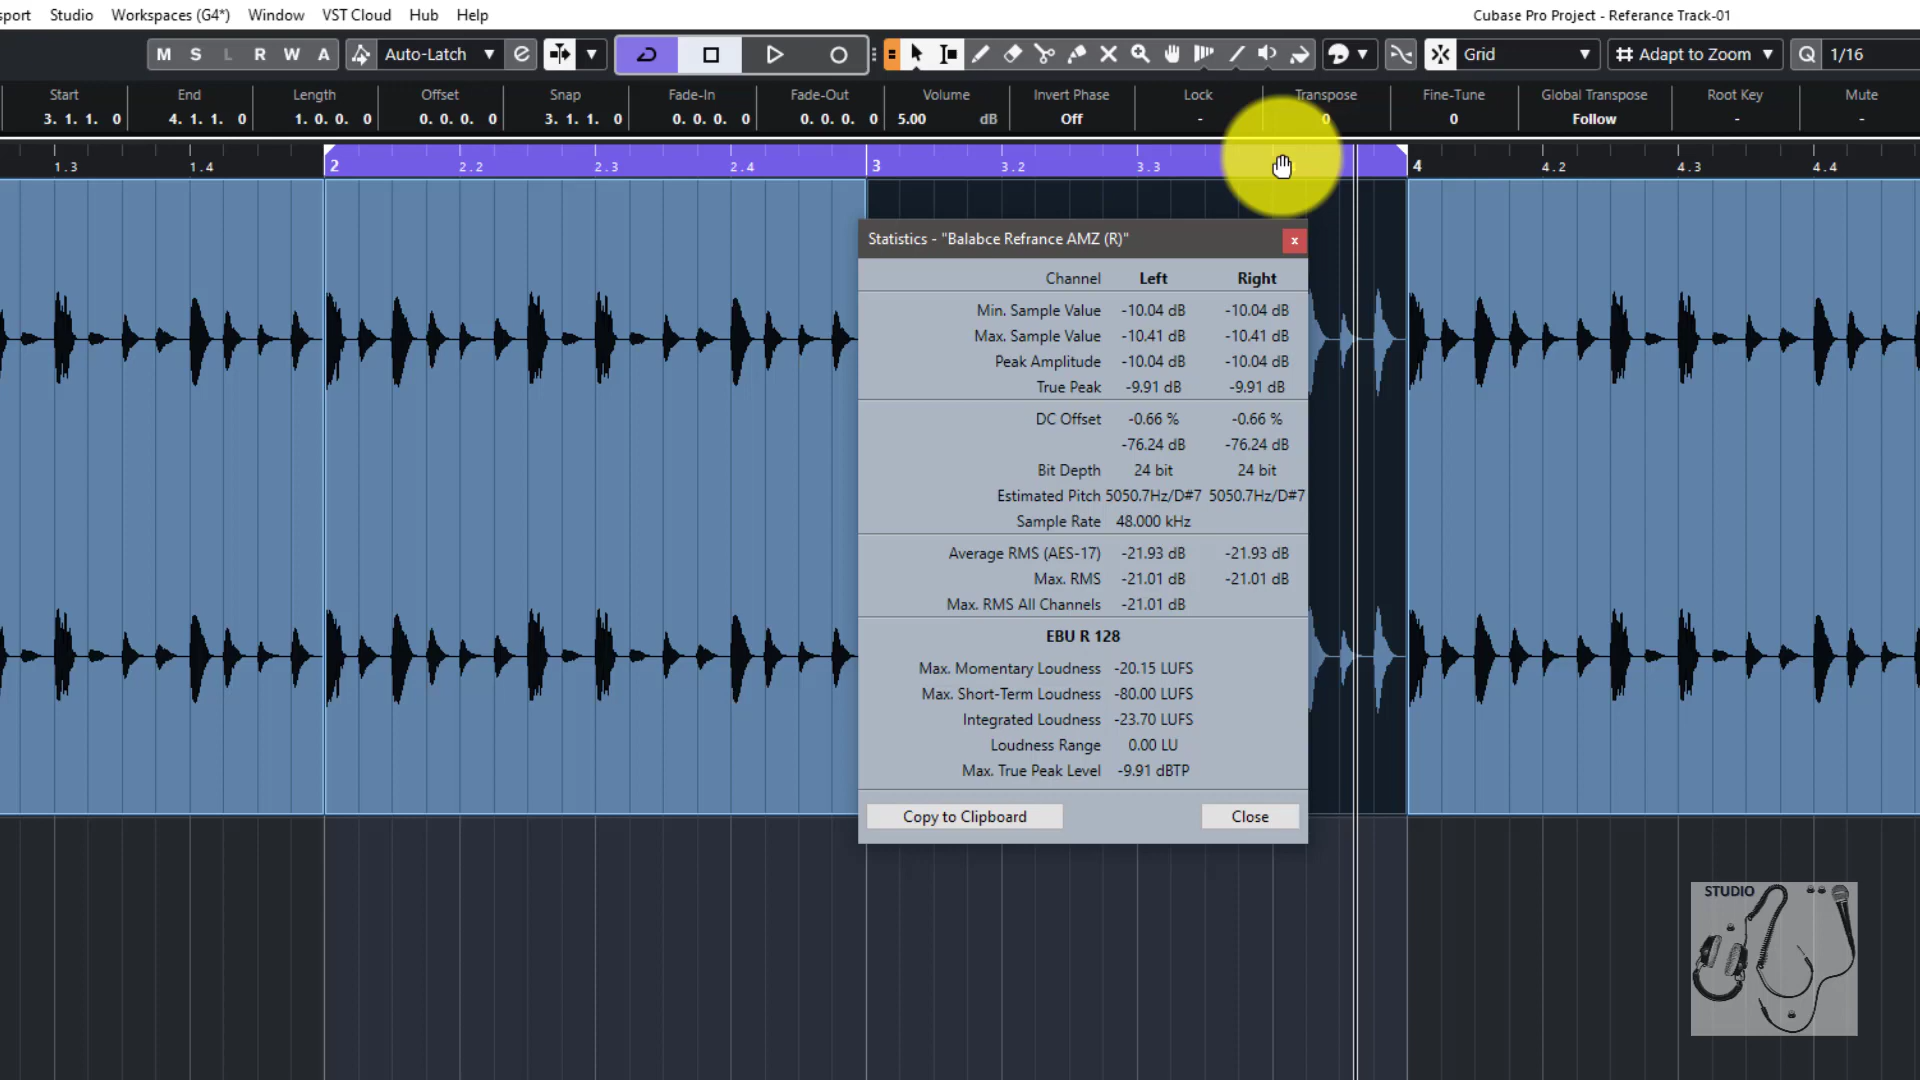 sport Studio Workspaces (G4*) Window VST Cloud Hub Help
Cubase Pro Project - Referance Track-01
M S L R W A Auto-Latch e Grid Adapt to Zoom Q 1/16
Start End Length Offset Snap Fade-In Fade-Out Volume Invert Phase Lock Transpose Fine-Tune Global Transpose Root Key Mute
3. 1. 1. 0 4. 1. 1. 0 1. 0. 0. 0 0. 0. 0. 0 3. 1. 1. 0 0. 0. 0. 0 0. 0. 0. 0 5.00 dB Off - 0 0 Follow - -
1.3 1.4 2 2.2 2.3 2.4 3 3.2 3.3 4 4.2 4.3 4.4
Statistics - "Balabce Refrance AMZ (R)" x
Channel Left Right
Min. Sample Value -10.04 dB -10.04 dB
Max. Sample Value -10.41 dB -10.41 dB
Peak Amplitude -10.04 dB -10.04 dB
True Peak -9.91 dB -9.91 dB
DC Offset -0.66 % -0.66 %
-76.24 dB -76.24 dB
Bit Depth 24 bit 24 bit
Estimated Pitch 5050.7Hz/D#7 5050.7Hz/D#7
Sample Rate 48.000 kHz
Average RMS (AES-17) -21.93 dB -21.93 dB
Max. RMS -21.01 dB -21.01 dB
Max. RMS All Channels -21.01 dB
EBU R 128
Max. Momentary Loudness -20.15 LUFS
Max. Short-Term Loudness -80.00 LUFS
Integrated Loudness -23.70 LUFS
Loudness Range 0.00 LU
Max. True Peak Level -9.91 dBTP
Copy to Clipboard Close
STUDIO